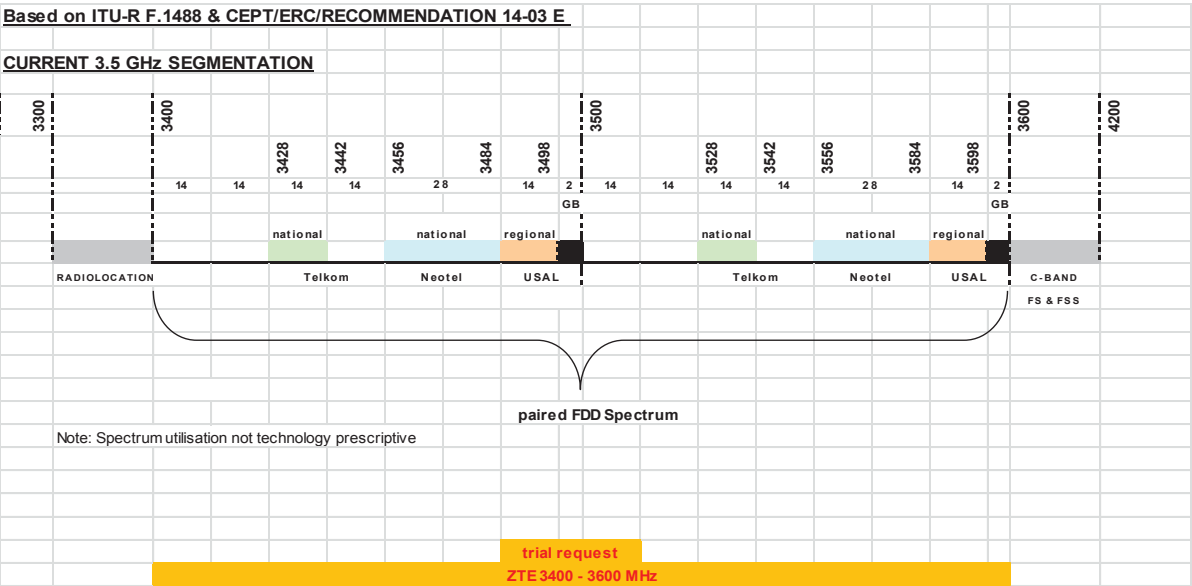 Based on ITU-R F.1488 & CEPT/ERC/RECOMMENDATION 14-03 E
CURRENT 3.5 GHz SEGMENTATION
3300 3400 3500 3600 4200
3428 3442 3456 3484 3498 3528 3542 3556 3584 3598
14 14 14 14 28 14 2 14 14 14 14 28 14 2
GB GB
national national regional national national regional
RADIOLOCATION Telkom Neotel USAL Telkom Neotel USAL C-BAND
FS & FSS
paired FDD Spectrum
Note: Spectrum utilisation not technology prescriptive
trial request
ZTE 3400 - 3600 MHz